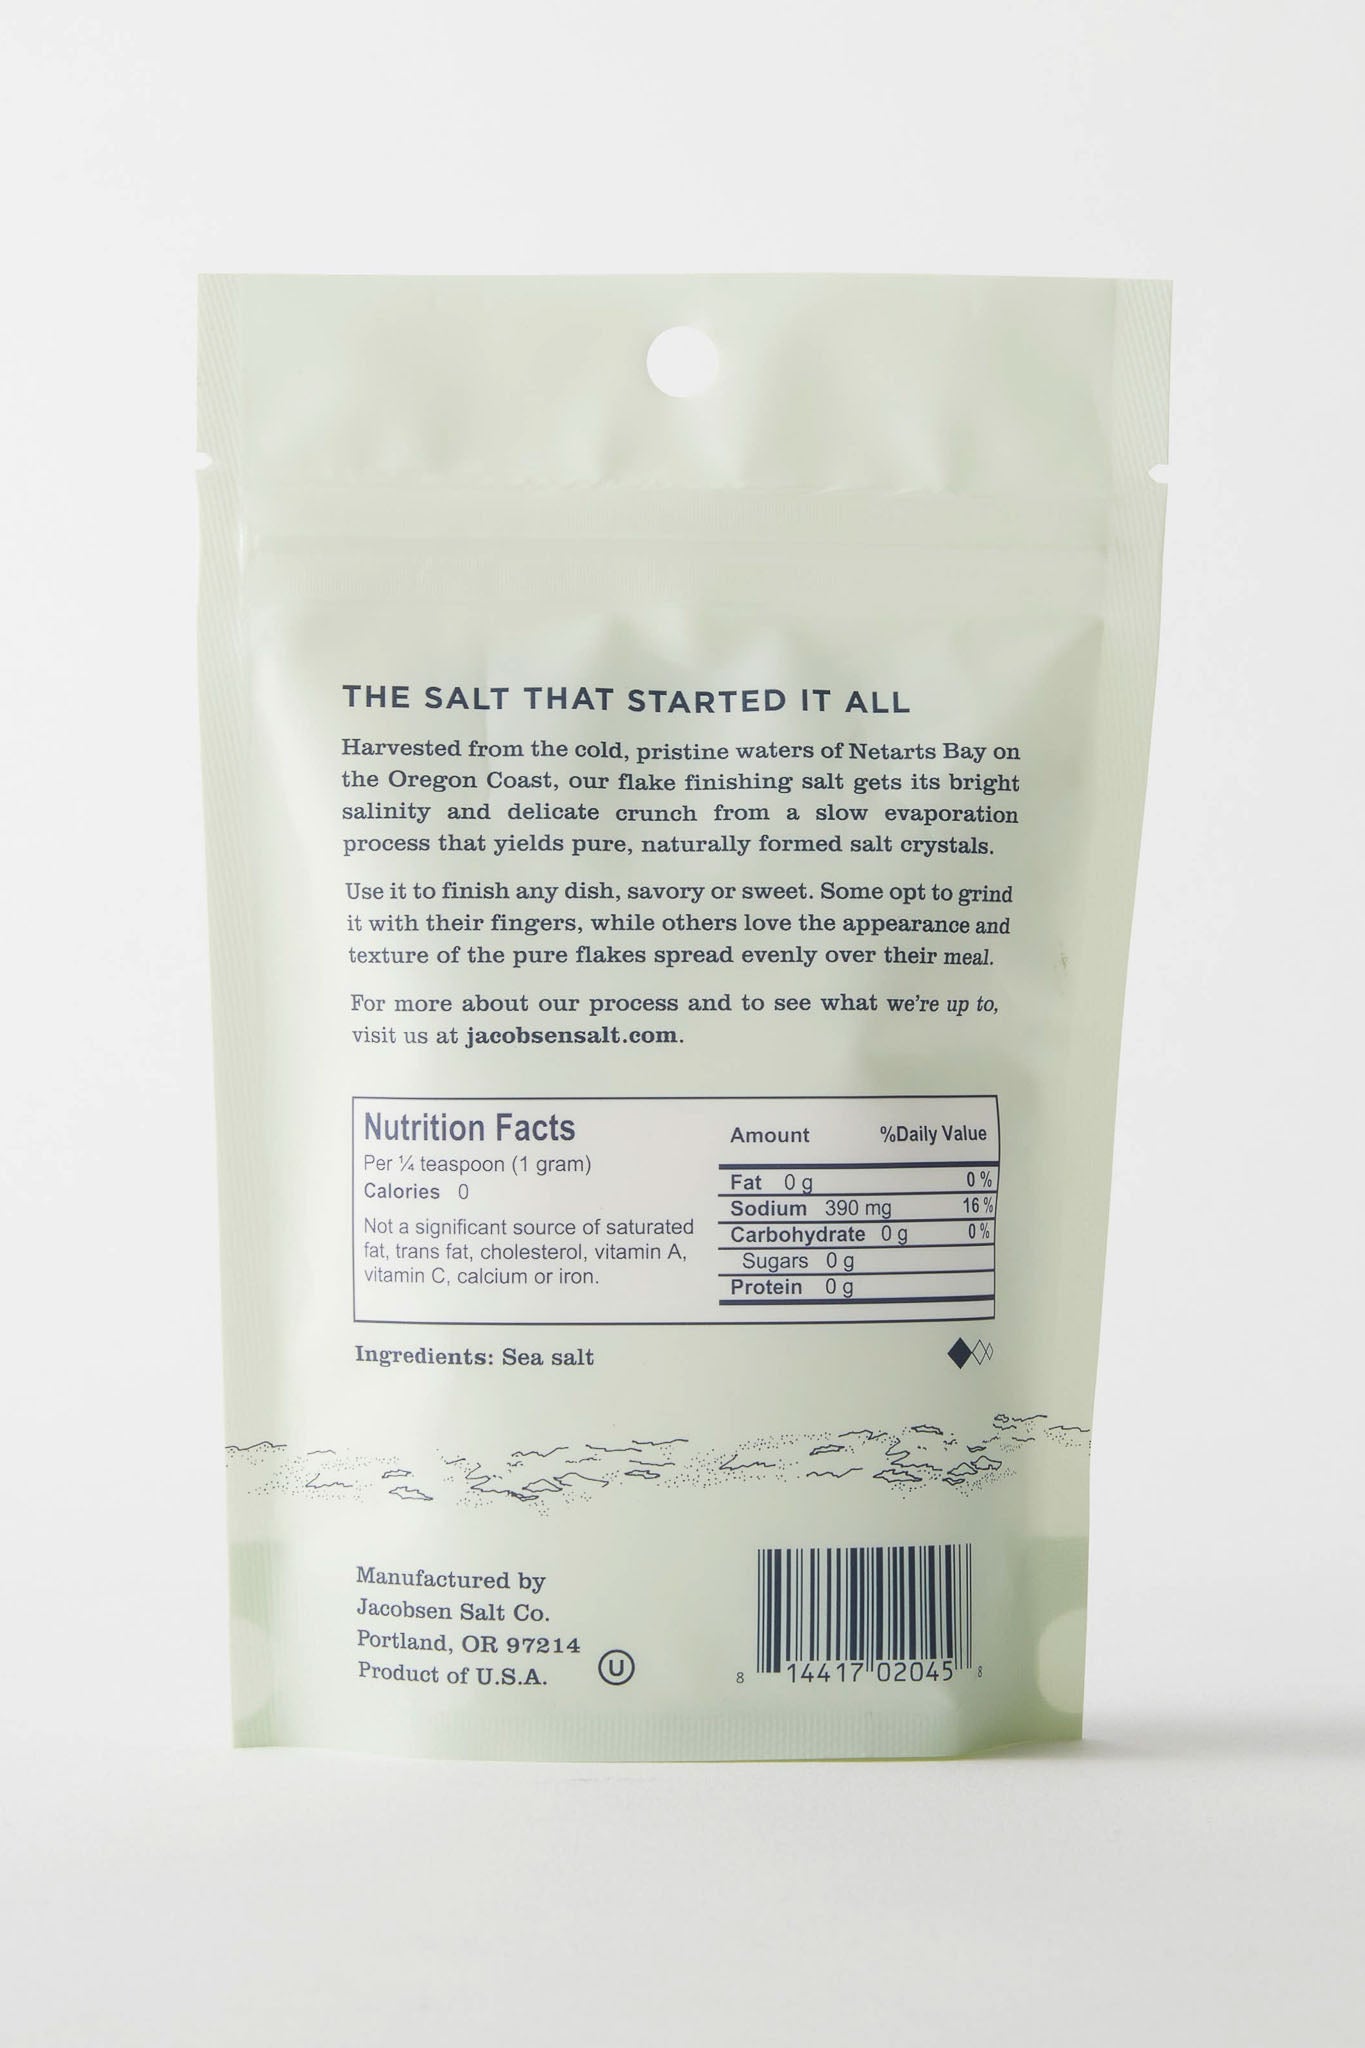 THE SALT THAT STARTED IT ALL
Harvested from the cold, pristine waters of Netarts Bay on
the Oregon Coast, our flake finishing salt gets its bright
salinity and delicate crunch from a slow evaporation
process that yields pure, naturally formed salt crystals.
Use it to finish any dish, savory or sweet. Some opt to grind
it with their fingers, while others love the appearance and
texture of the pure flakes spread evenly over their meal.
For more about our process and to see what we're up to,
visit us at jacobsensalt.com.
Nutrition Facts
Per ¼ teaspoon (1 gram)
Calories 0
Not a significant source of saturated
fat, trans fat, cholesterol, vitamin A,
vitamin C, calcium or iron.
Amount %Daily Value
Fat 0 g 0 %
Sodium 390 mg 16 %
Carbohydrate 0 g 0 %
Sugars 0 g
Protein 0 g
Ingredients: Sea salt
Manufactured by
Jacobsen Salt Co.
Portland, OR 97214
Product of U.S.A.
U
8 14417 02045 8